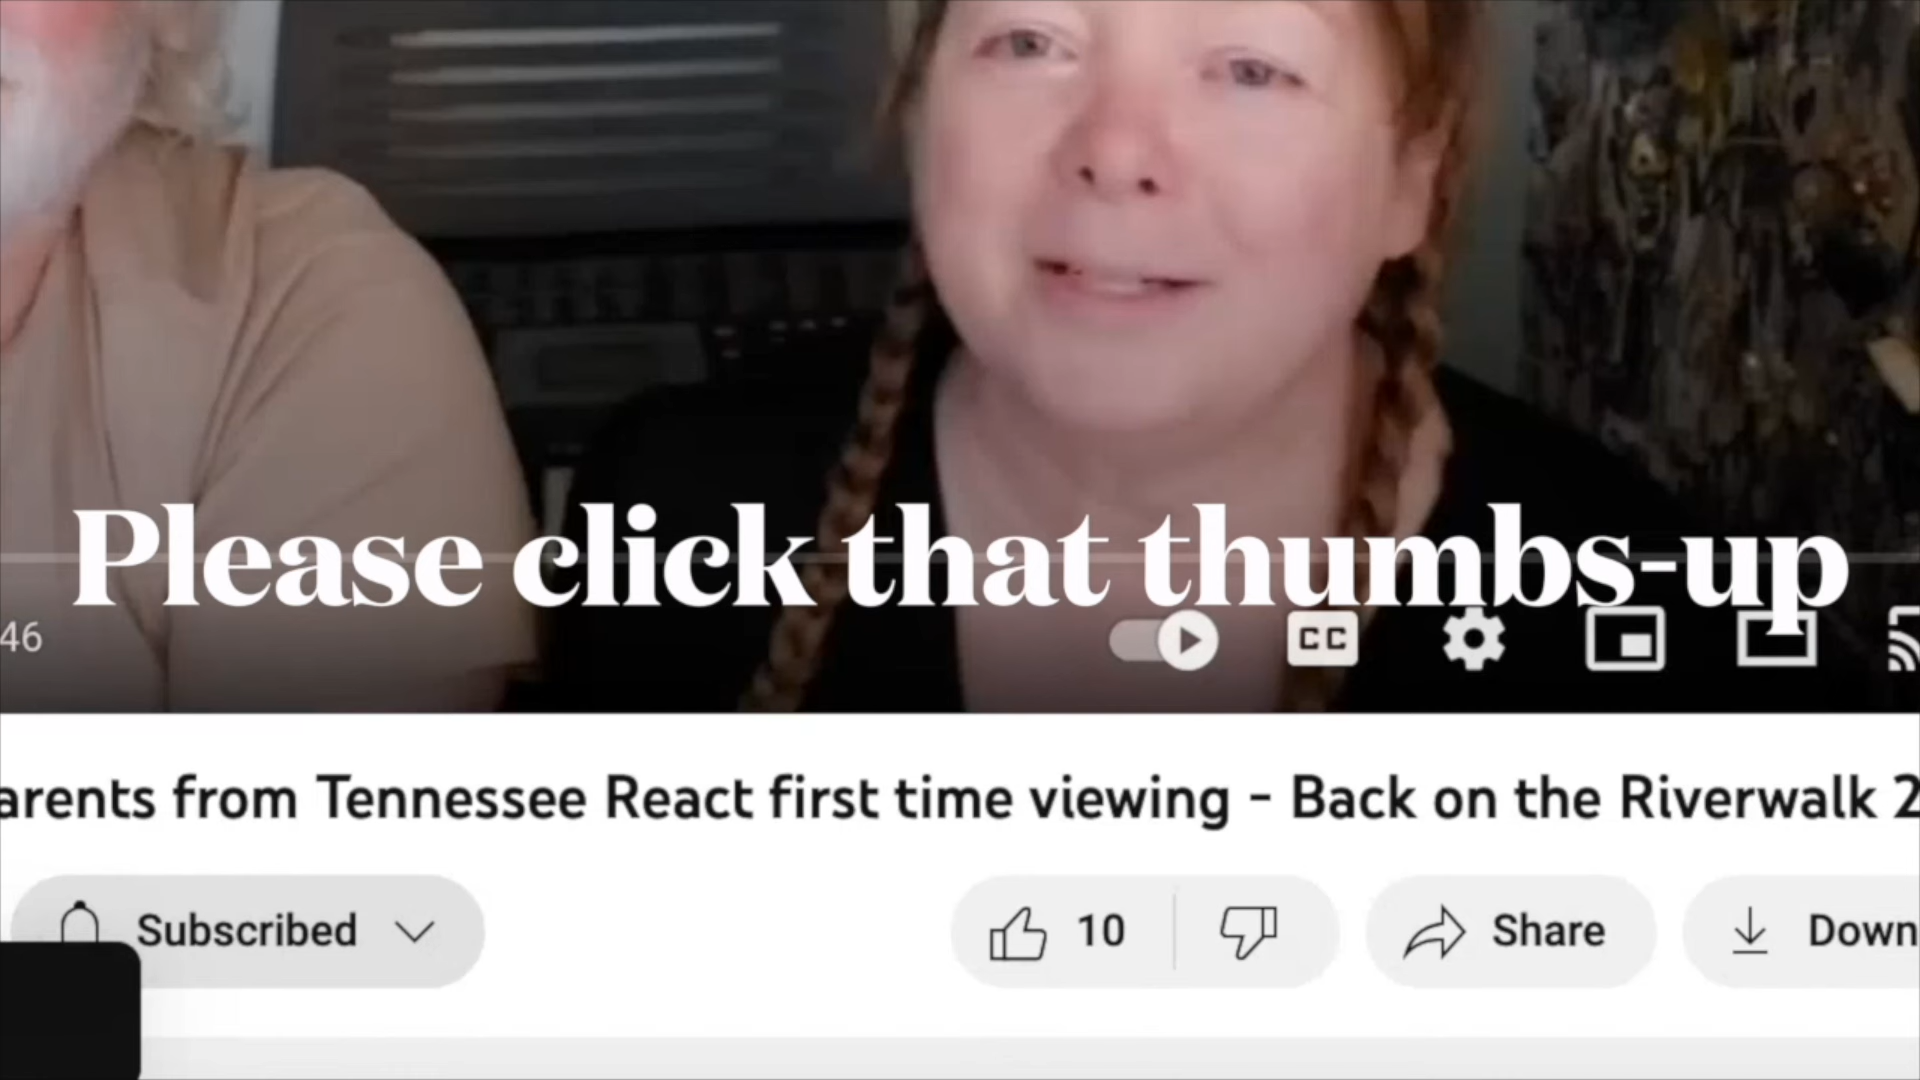 Please click that thumbs-up
46
CC
arents from Tennessee React first time viewing - Back on the Riverwalk 2
Subscribed
10
Share
Down